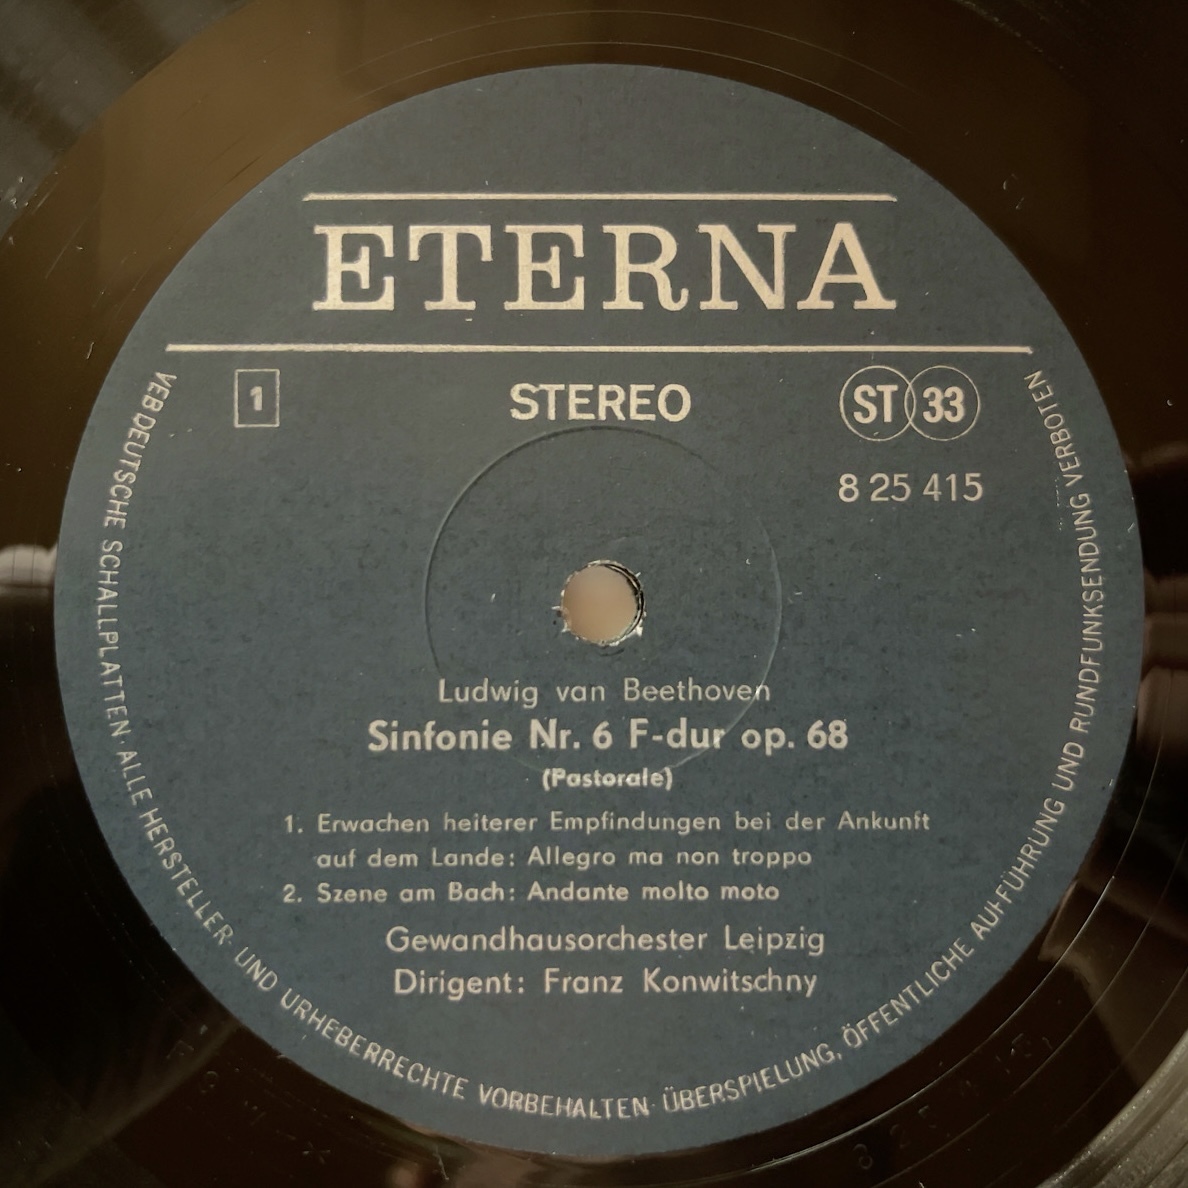 ETERNA
1
STEREO
ST 33
8 25 415
Ludwig van Beethoven
Sinfonie Nr. 6 F-dur op. 68
(Pastorale)
1. Erwachen heiterer Empfindungen bei der Ankunft
auf dem Lande: Allegro ma non troppo
2. Szene am Bach: Andante molto moto
Gewandhausorchester Leipzig
Dirigent: Franz Konwitschny
VEB DEUTSCHE SCHALLPLATTEN · ALLE HERSTELLER- UND URHEBERRECHTE VORBEHALTEN · ÜBERSPIELUNG, ÖFFENTLICHE AUFFÜHRUNG UND RUNDFUNKSENDUNG VERBOTEN